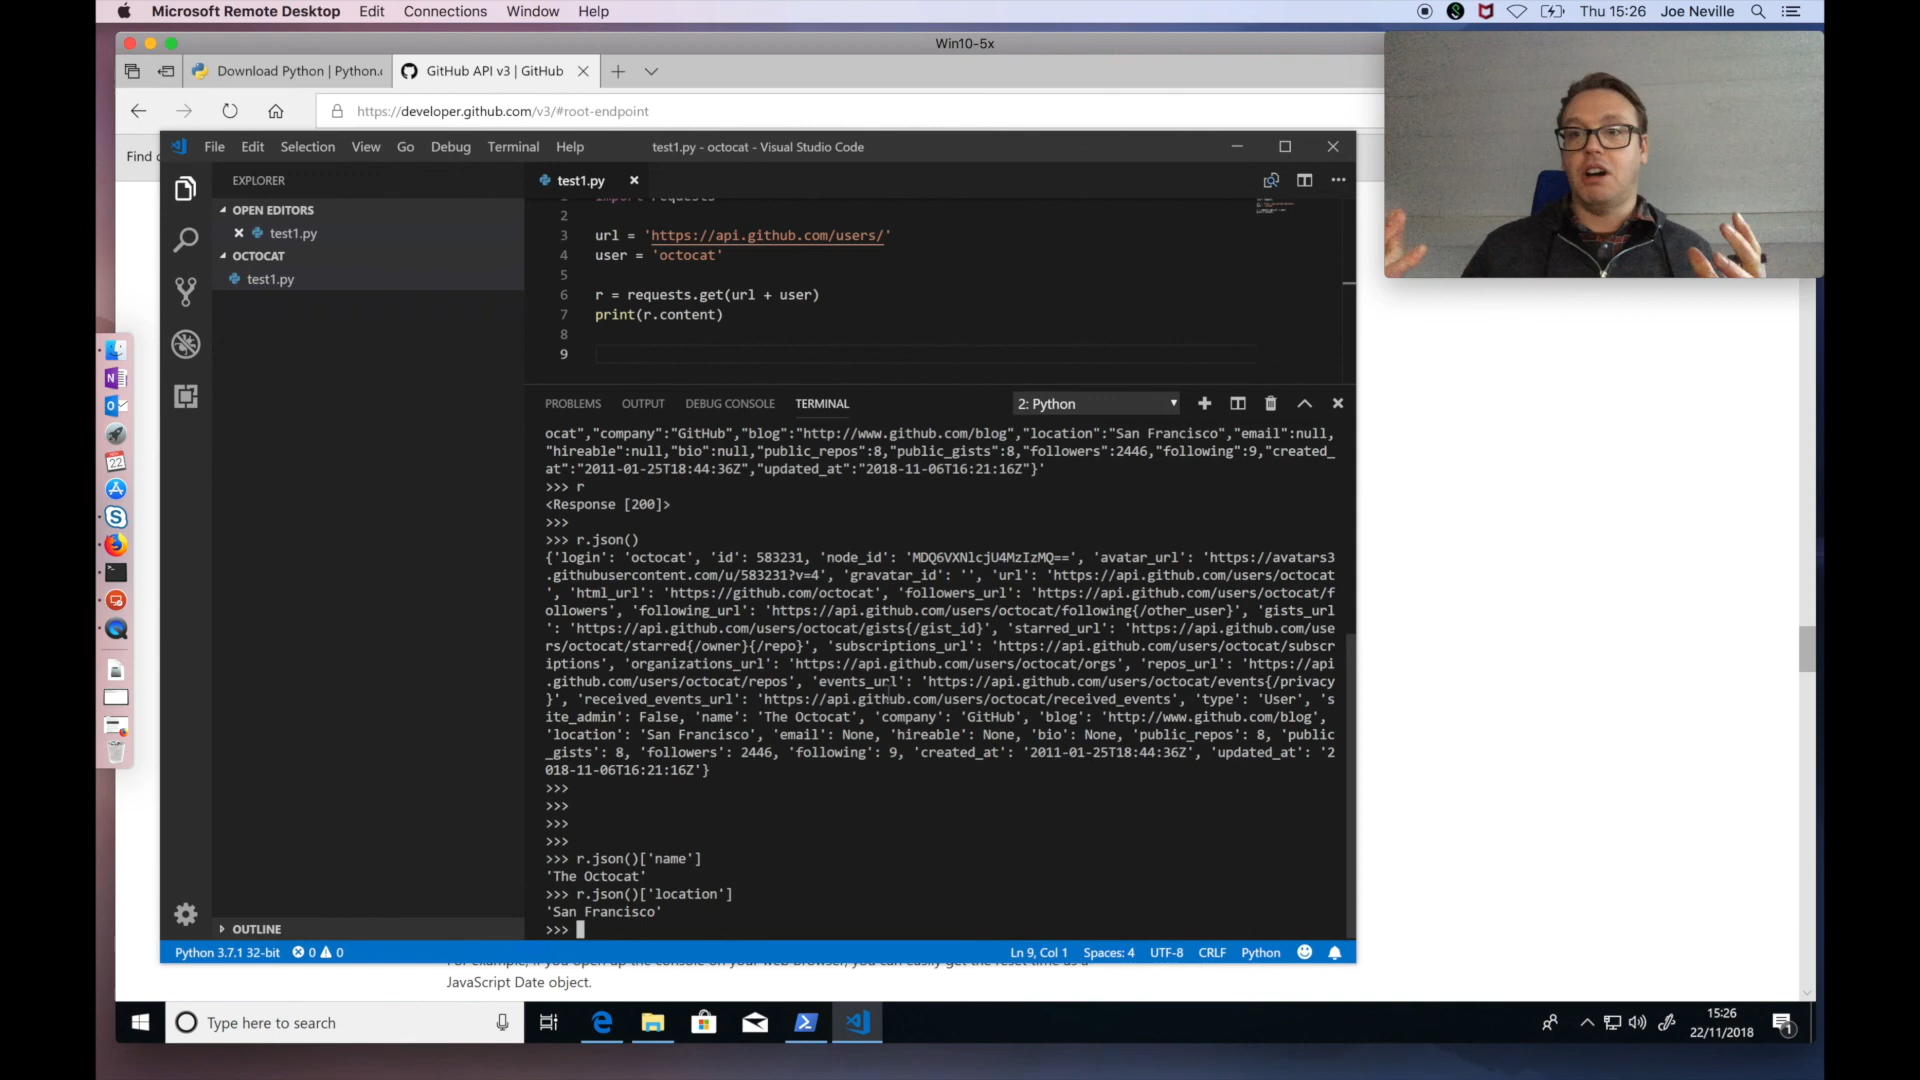 Microsoft Remote Desktop Edit Connections Window Help
Thu 15:26 Joe Neville
Win10-5x
Download Python | Python.
GitHub API v3 | GitHub
https://developer.github.com/v3/#root-endpoint
Find
File Edit Selection View Go Debug Terminal Help
test1.py - octocat - Visual Studio Code
EXPLORER
OPEN EDITORS
test1.py
OCTOCAT
test1.py
OUTLINE
test1.py
1 import requests
2
3 url = 'https://api.github.com/users/'
4 user = 'octocat'
5
6 r = requests.get(url + user)
7 print(r.content)
8
9
PROBLEMS OUTPUT DEBUG CONSOLE TERMINAL
2: Python
ocat","company":"GitHub","blog":"http://www.github.com/blog","location":"San Francisco","email":null,
"hireable":null,"bio":null,"public_repos":8,"public_gists":8,"followers":2446,"following":9,"created_
at":"2011-01-25T18:44:36Z","updated_at":"2018-11-06T16:21:16Z"}'
>>> r
<Response [200]>
>>>
>>> r.json()
{'login': 'octocat', 'id': 583231, 'node_id': 'MDQ6VXNlcjU4MzIzMQ==', 'avatar_url': 'https://avatars3
.githubusercontent.com/u/583231?v=4', 'gravatar_id': '', 'url': 'https://api.github.com/users/octocat
', 'html_url': 'https://github.com/octocat', 'followers_url': 'https://api.github.com/users/octocat/f
ollowers', 'following_url': 'https://api.github.com/users/octocat/following{/other_user}', 'gists_url
': 'https://api.github.com/users/octocat/gists{/gist_id}', 'starred_url': 'https://api.github.com/use
rs/octocat/starred{/owner}{/repo}', 'subscriptions_url': 'https://api.github.com/users/octocat/subscr
iptions', 'organizations_url': 'https://api.github.com/users/octocat/orgs', 'repos_url': 'https://api
.github.com/users/octocat/repos', 'events_url': 'https://api.github.com/users/octocat/events{/privacy
}', 'received_events_url': 'https://api.github.com/users/octocat/received_events', 'type': 'User', 's
ite_admin': False, 'name': 'The Octocat', 'company': 'GitHub', 'blog': 'http://www.github.com/blog',
'location': 'San Francisco', 'email': None, 'hireable': None, 'bio': None, 'public_repos': 8, 'public
_gists': 8, 'followers': 2446, 'following': 9, 'created_at': '2011-01-25T18:44:36Z', 'updated_at': '2
018-11-06T16:21:16Z'}
>>>
>>>
>>>
>>>
>>> r.json()['name']
'The Octocat'
>>> r.json()['location']
'San Francisco'
>>>
Python 3.7.1 32-bit 0 0
Ln 9, Col 1 Spaces: 4 UTF-8 CRLF Python
JavaScript Date object.
Type here to search
15:26
22/11/2018
1